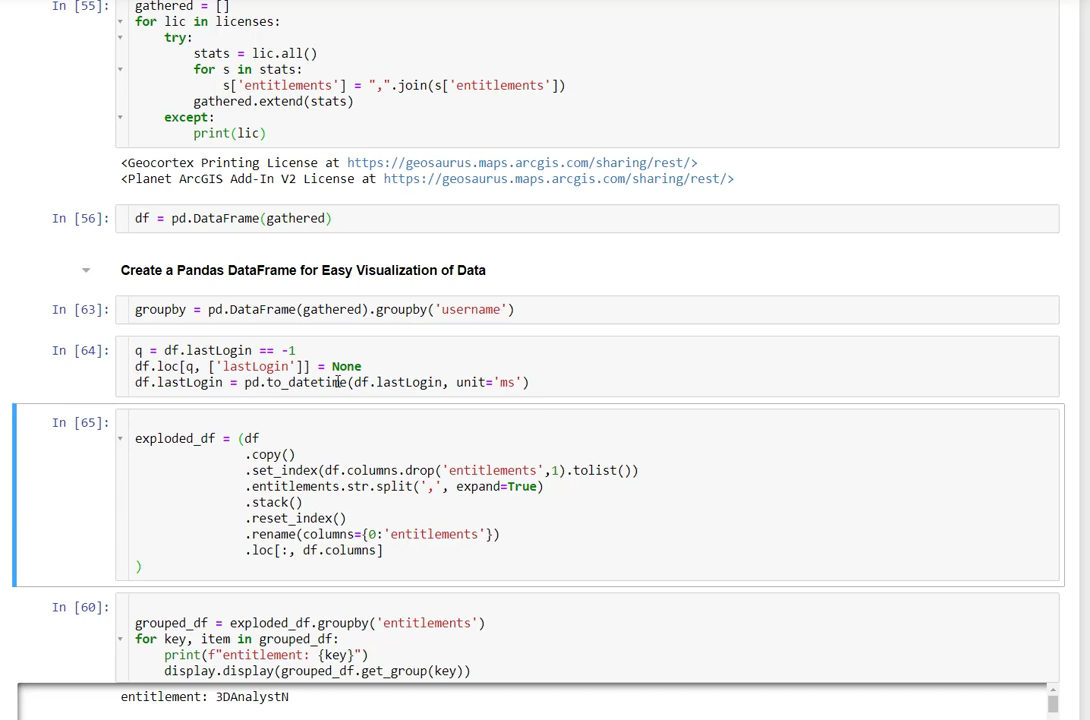 In [55]: gathered = []
for lic in licenses:
    try:
        stats = lic.all()
        for s in stats:
            s['entitlements'] = ",".join(s['entitlements'])
        gathered.extend(stats)
    except:
        print(lic)
<Geocortex Printing License at https://geosaurus.maps.arcgis.com/sharing/rest/>
<Planet ArcGIS Add-In V2 License at https://geosaurus.maps.arcgis.com/sharing/rest/>
In [56]: df = pd.DataFrame(gathered)
Create a Pandas DataFrame for Easy Visualization of Data
In [63]: groupby = pd.DataFrame(gathered).groupby('username')
In [64]: q = df.lastLogin == -1
df.loc[q, ['lastLogin']] = None
df.lastLogin = pd.to_datetime(df.lastLogin, unit='ms')
In [65]:
exploded_df = (df
               .copy()
               .set_index(df.columns.drop('entitlements',1).tolist())
               .entitlements.str.split(',', expand=True)
               .stack()
               .reset_index()
               .rename(columns={0:'entitlements'})
               .loc[:, df.columns]
)
In [60]:
grouped_df = exploded_df.groupby('entitlements')
for key, item in grouped_df:
    print(f"entitlement: {key}")
    display.display(grouped_df.get_group(key))
entitlement: 3DAnalystN